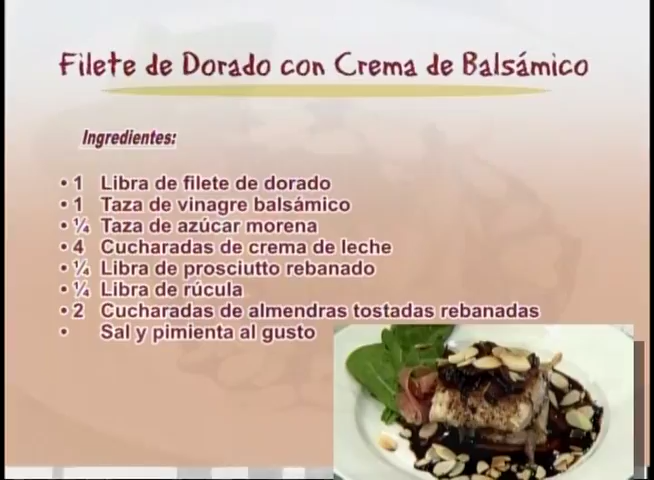 Filete de Dorado con Crema de Balsámico
Ingredientes:
• 1 Libra de filete de dorado
• 1 Taza de vinagre balsámico
• ¼ Taza de azúcar morena
• 4 Cucharadas de crema de leche
• ¼ Libra de prosciutto rebanado
• ¼ Libra de rúcula
• 2 Cucharadas de almendras tostadas rebanadas
• Sal y pimienta al gusto